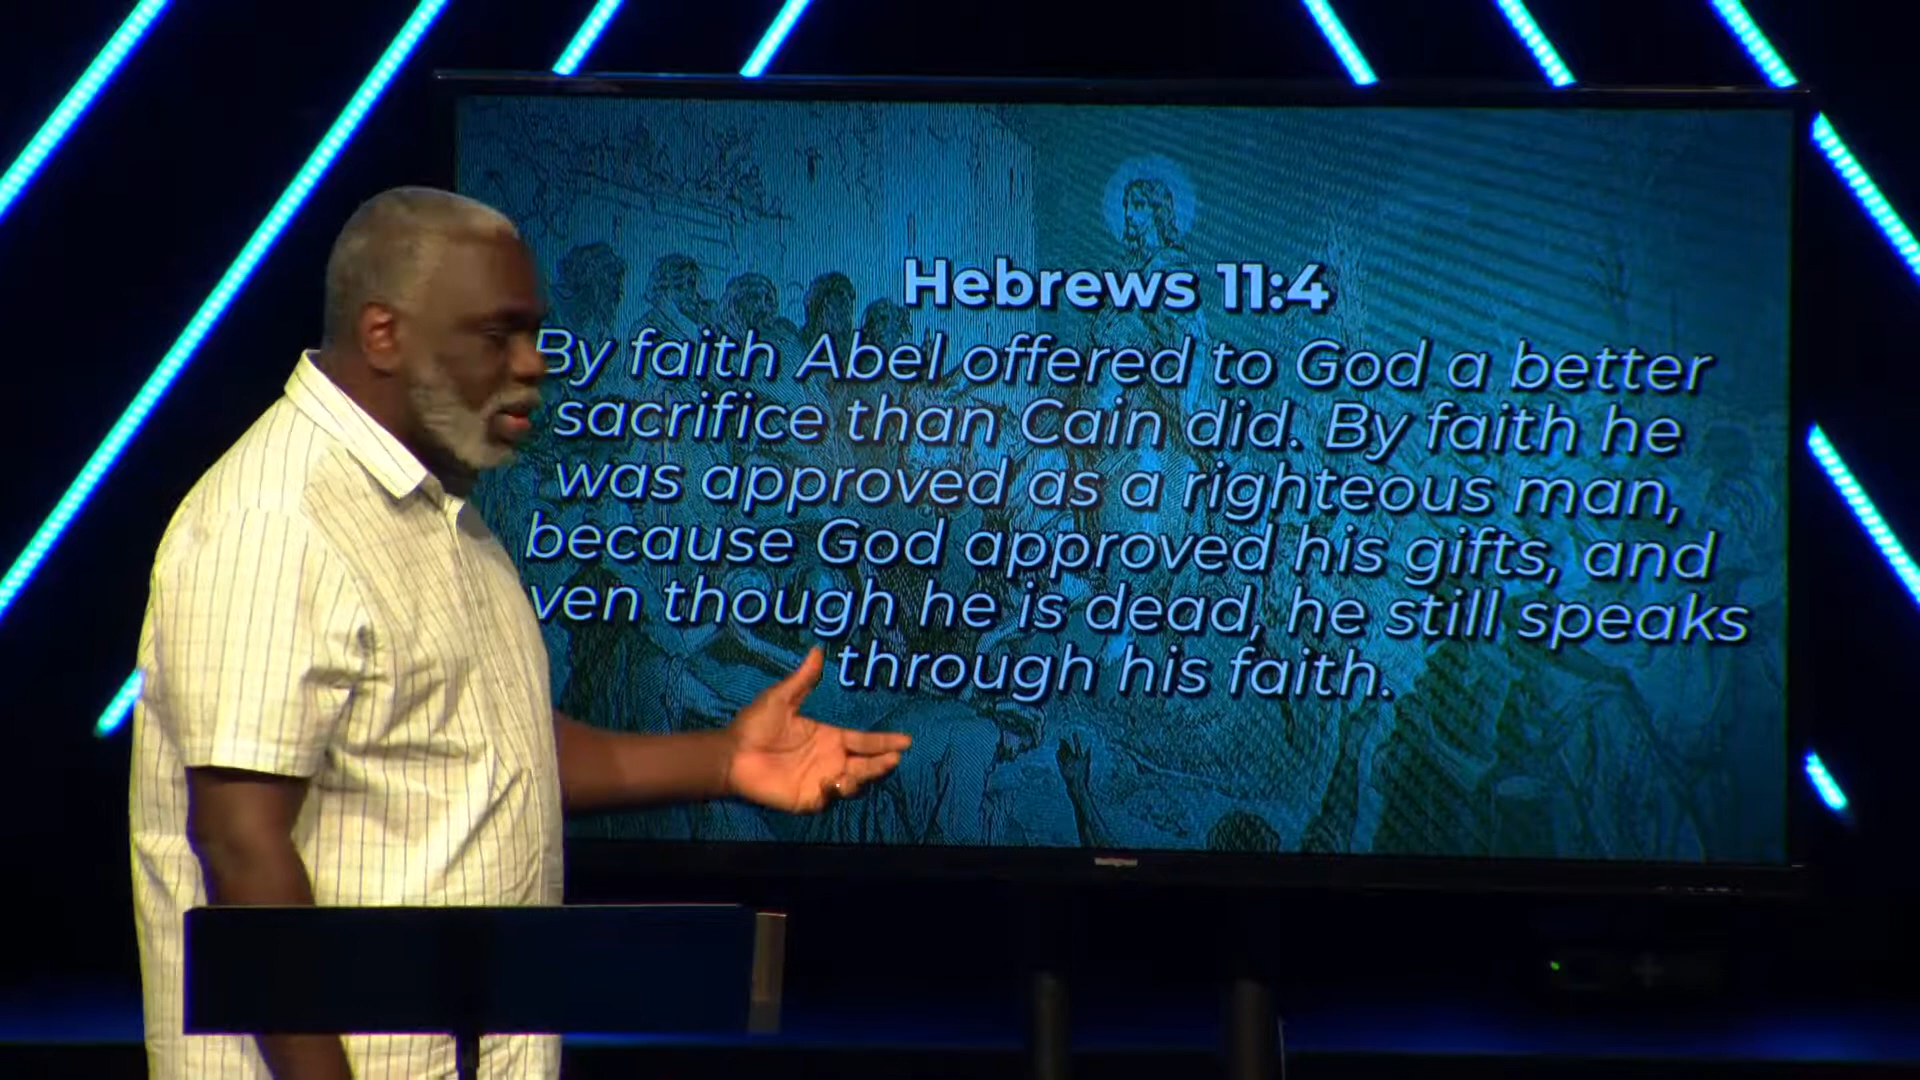 Hebrews 11:4
By faith Abel offered to God a better
sacrifice than Cain did. By faith he
was approved as a righteous man,
because God approved his gifts, and
ven though he is dead, he still speaks
through his faith.